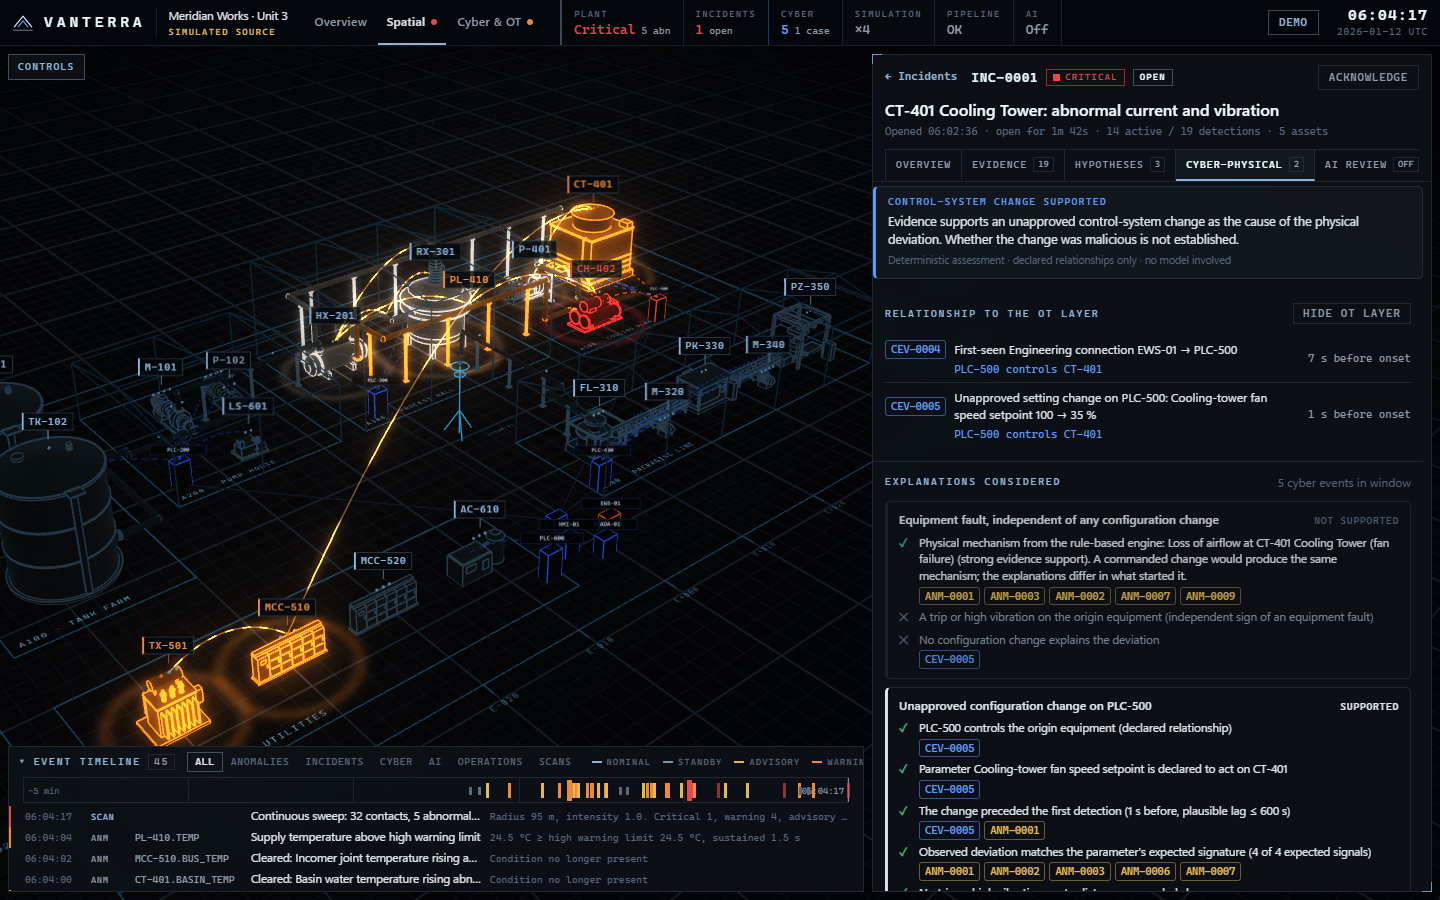 VANTERRA
Meridian Works · Unit 3
SIMULATED SOURCE
Overview
Spatial
Cyber & OT
PLANT
Critical 5 abn
INCIDENTS
1 open
CYBER
5 1 case
SIMULATION
×4
PIPELINE
OK
AI
Off
DEMO
06:04:17
2026-01-12 UTC
CONTROLS
CT-401
RX-301
P-401
PL-410
CH-402
PZ-350
HX-201
M-101
P-102
PK-330
M-340
FL-310
M-320
LS-601
TK-102
PLC-300
PLC-200
PLC-400
EWS-01
HMI-01
PLC-600
AC-610
MCC-520
MCC-510
TX-501
A100 · TANK FARM
UTILITIES
← Incidents
INC-0001
CRITICAL
OPEN
ACKNOWLEDGE
CT-401 Cooling Tower: abnormal current and vibration
Opened 06:02:36 · open for 1m 42s · 14 active / 19 detections · 5 assets
OVERVIEW
EVIDENCE 19
HYPOTHESES 3
CYBER-PHYSICAL 2
AI REVIEW OFF
CONTROL-SYSTEM CHANGE SUPPORTED
Evidence supports an unapproved control-system change as the cause of the physical
deviation. Whether the change was malicious is not established.
Deterministic assessment · declared relationships only · no model involved
RELATIONSHIP TO THE OT LAYER
HIDE OT LAYER
CEV-0004 First-seen Engineering connection EWS-01 → PLC-500
7 s before onset
PLC-500 controls CT-401
CEV-0005 Unapproved setting change on PLC-500: Cooling-tower fan
speed setpoint 100 → 35 %
1 s before onset
PLC-500 controls CT-401
EXPLANATIONS CONSIDERED
5 cyber events in window
Equipment fault, independent of any configuration change
NOT SUPPORTED
✓ Physical mechanism from the rule-based engine: Loss of airflow at CT-401 Cooling Tower (fan
failure) (strong evidence support). A commanded change would produce the same
mechanism; the explanations differ in what started it.
ANM-0001 ANM-0003 ANM-0002 ANM-0007 ANM-0009
✕ A trip or high vibration on the origin equipment (independent sign of an equipment fault)
✕ No configuration change explains the deviation
CEV-0005
Unapproved configuration change on PLC-500
SUPPORTED
✓ PLC-500 controls the origin equipment (declared relationship)
CEV-0005
✓ Parameter Cooling-tower fan speed setpoint is declared to act on CT-401
CEV-0005
✓ The change preceded the first detection (1 s before, plausible lag ≤ 600 s)
CEV-0005 ANM-0001
✓ Observed deviation matches the parameter's expected signature (4 of 4 expected signals)
ANM-0001 ANM-0002 ANM-0003 ANM-0006 ANM-0007
▾ EVENT TIMELINE 45
ALL
ANOMALIES
INCIDENTS
CYBER
AI
OPERATIONS
SCANS
NOMINAL
STANDBY
ADVISORY
WARNIN
−5 min
06:04:17
06:04:17 SCAN Continuous sweep: 32 contacts, 5 abnormal... Radius 95 m, intensity 1.0. Critical 1, warning 4, advisory …
06:04:04 ANM PL-410.TEMP Supply temperature above high warning limit 24.5 °C ≥ high warning limit 24.5 °C, sustained 1.5 s
06:04:02 ANM MCC-510.BUS_TEMP Cleared: Incomer joint temperature rising a... Condition no longer present
06:04:00 ANM CT-401.BASIN_TEMP Cleared: Basin water temperature rising abn... Condition no longer present